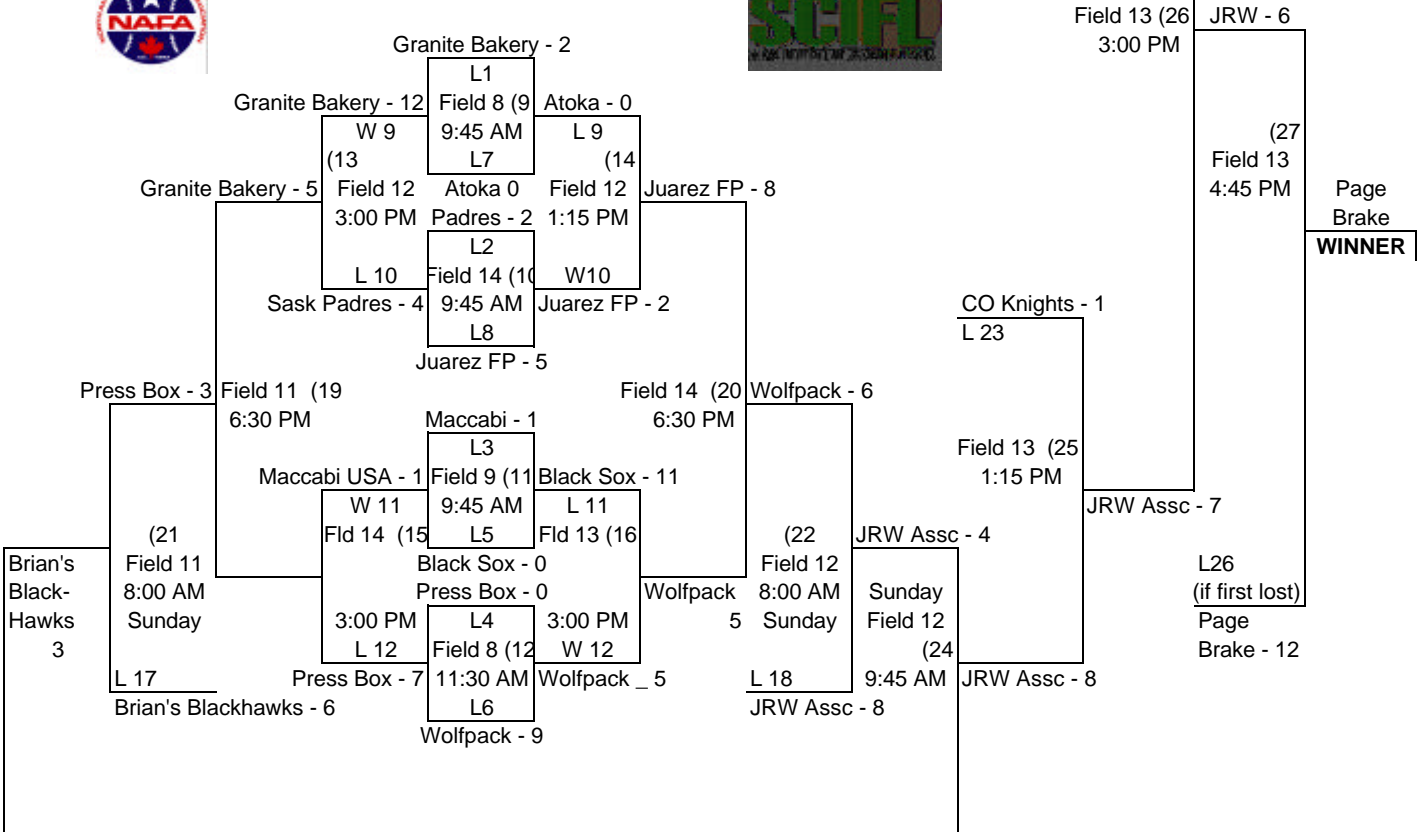 NAFA
SCIFL
Field 13 (26
JRW - 6
3:00 PM
Granite Bakery - 2
L1
Granite Bakery - 12
Field 8 (9
Atoka - 0
W 9
9:45 AM
L 9
(27
(13
L7
(14
Field 13
Granite Bakery - 5
Field 12
Atoka 0
Field 12
Juarez FP - 8
4:45 PM
Page
3:00 PM
Padres - 2
1:15 PM
Brake
L2
WINNER
L 10
Field 14 (10
W10
Sask Padres - 4
9:45 AM
Juarez FP - 2
CO Knights - 1
L8
L 23
Juarez FP - 5
Press Box - 3
Field 11 (19
Field 14 (20
Wolfpack - 6
6:30 PM
Maccabi - 1
6:30 PM
L3
Field 13 (25
Maccabi USA - 1
Field 9 (11
Black Sox - 11
1:15 PM
W 11
9:45 AM
L 11
JRW Assc - 7
(21
Fld 14 (15
L5
Fld 13 (16
(22
JRW Assc - 4
Brian's
Field 11
Black Sox - 0
Field 12
L26
Black-
8:00 AM
Press Box - 0
Wolfpack
8:00 AM
Sunday
(if first lost)
Hawks
Sunday
3:00 PM
L4
3:00 PM
5
Sunday
Field 12
Page
3
L 12
Field 8 (12
W 12
(24
Brake - 12
L 17
Press Box - 7
11:30 AM
Wolfpack _ 5
L 18
9:45 AM
JRW Assc - 8
Brian's Blackhawks - 6
L6
JRW Assc - 8
Wolfpack - 9